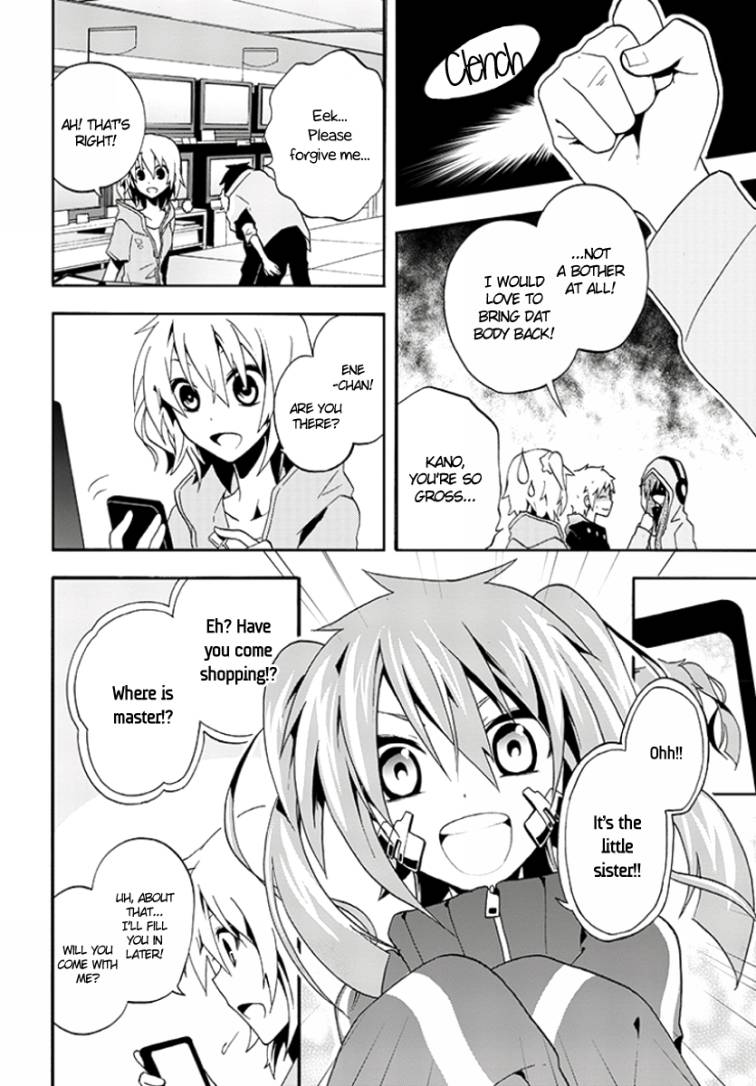 Clench
...NOT
A BOTHER
AT ALL!
I WOULD
LOVE TO
BRING DAT
BODY BACK!
KANO,
YOU'RE SO
GROSS...
Eek...
Please
forgive me...
AH! THAT'S
RIGHT!
ENE
-CHAN!
ARE YOU
THERE?
Ohh!!
It's the
little
sister!!
Eh? Have
you come
shopping!?
Where is
master!?
UH, ABOUT
THAT...
I'LL FILL
YOU IN
LATER!
WILL YOU
COME WITH
ME?